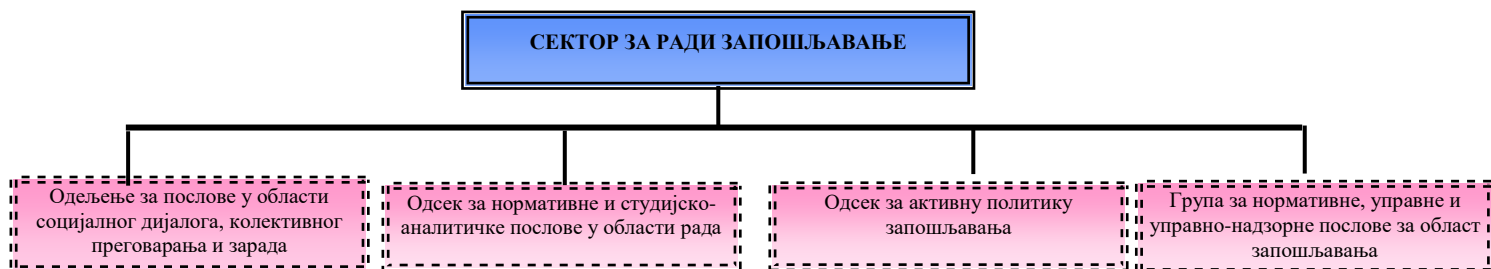 СЕКТОР ЗА РАДИ ЗАПОШЉАВАЊЕ
Одељење за послове у области
социјалног дијалога, колективног
преговарања и зарада
Одсек за нормативне и студијско-
аналитичке послове у области рада
Одсек за активну политику
запошљавања
Група за нормативне, управне и
управно-надзорне послове за област
запошљавања